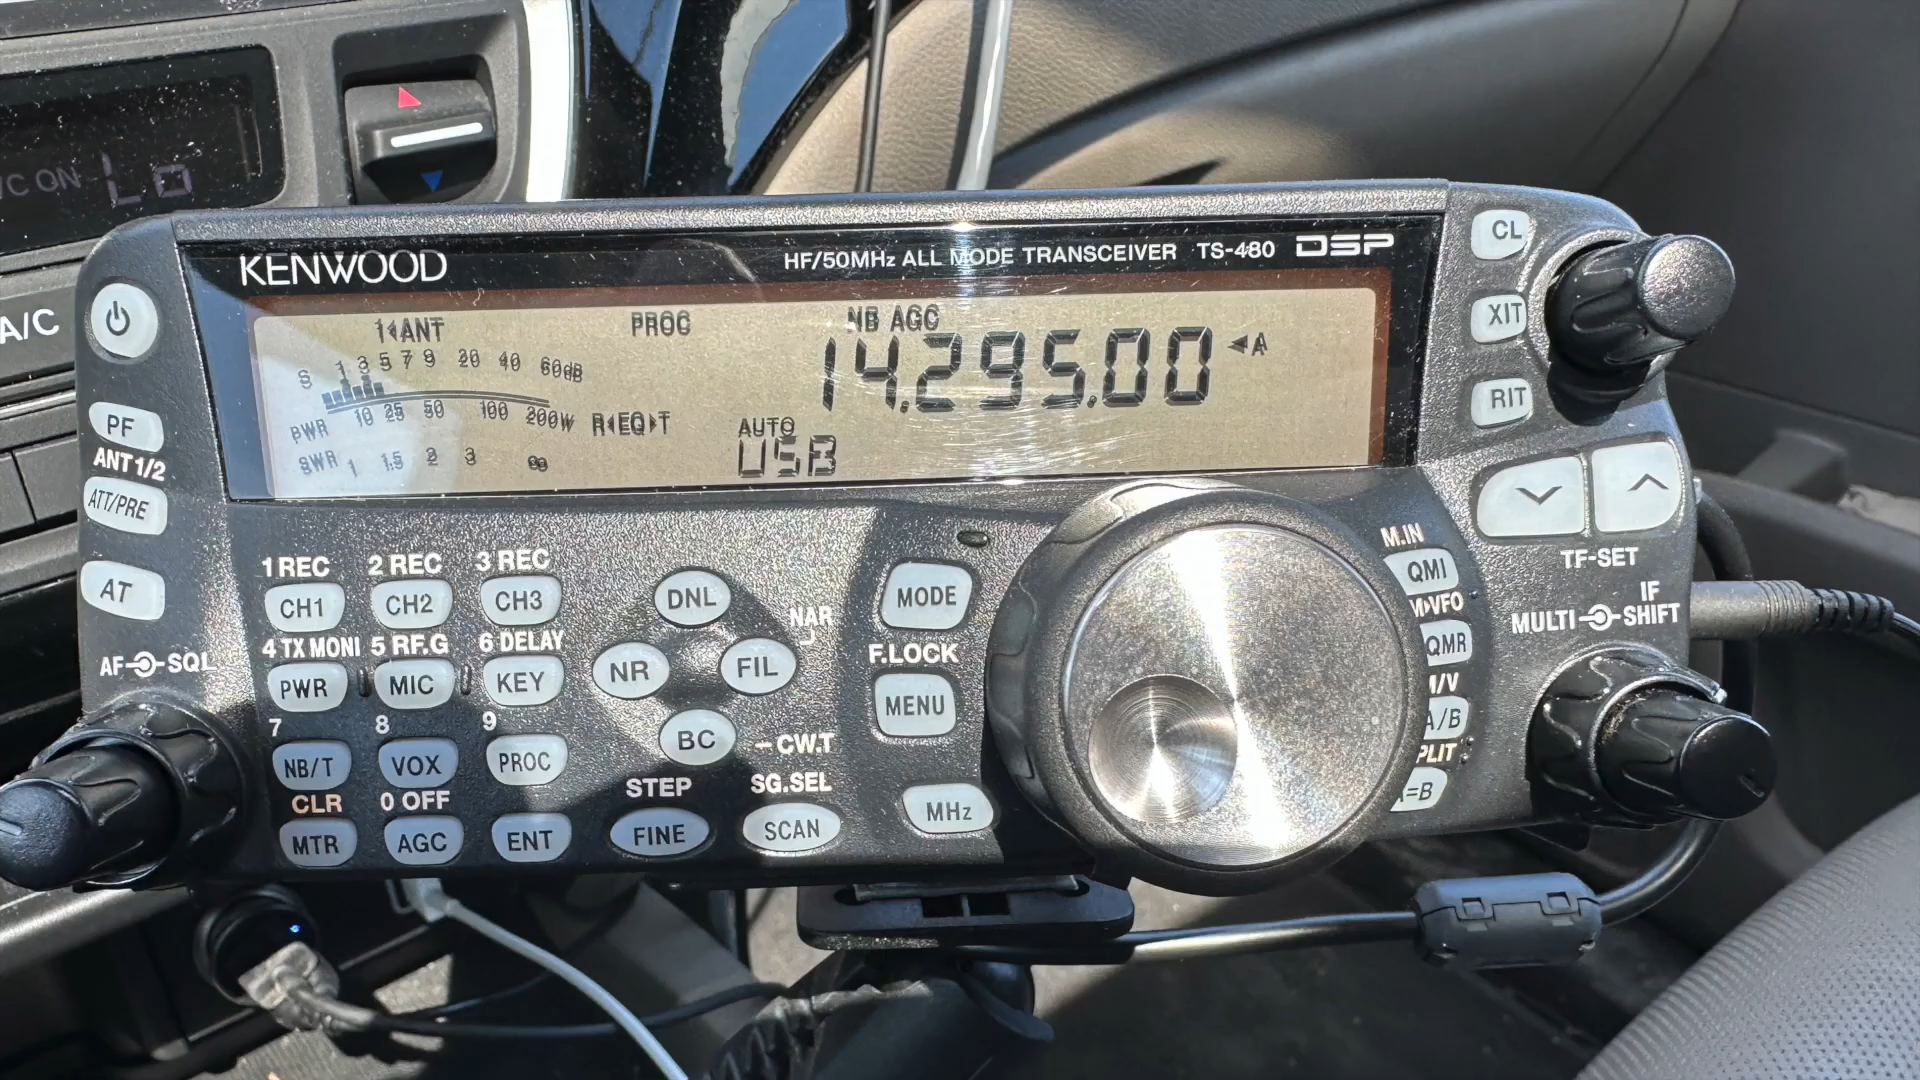 /C ON Lo
A/C
KENWOOD
HF/50MHz ALL MODE TRANSCEIVER TS-480 DSP
1◂ANT PROC NB AGC
S 1 3 5 7 9 20 40 60dB
14.295.00 ◂A
PWR 10 25 50 100 200W R◂EQ▸T
AUTO
SWR 1 1.5 2 3 ∞
USB
CL
XIT
RIT
PF
ANT 1/2
ATT/PRE
AT
AF SQL
1 REC 2 REC 3 REC
CH1 CH2 CH3
4 TX MONI 5 RF.G 6 DELAY
PWR MIC KEY
7 8 9
NB/T VOX PROC
CLR 0 OFF
MTR AGC ENT
DNL
NAR
NR FIL
BC
– CW.T
STEP SG.SEL
FINE SCAN
MODE
F.LOCK
MENU
MHz
M.IN
QMI
M▸VFO
QMR
M/V
A/B
SPLIT
A=B
TF-SET
MULTI IF SHIFT